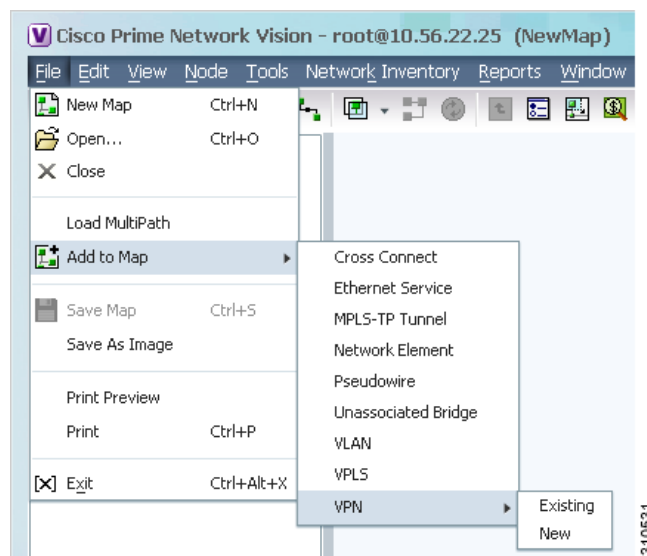 V Cisco Prime Network Vision - root@10.56.22.25 (NewMap)
File Edit View Node Tools Network Inventory Reports Window
New Map Ctrl+N
Open... Ctrl+O
Close
Load MultiPath
Add to Map
Save Map Ctrl+S
Save As Image
Print Preview
Print Ctrl+P
Exit Ctrl+Alt+X
Cross Connect
Ethernet Service
MPLS-TP Tunnel
Network Element
Pseudowire
Unassociated Bridge
VLAN
VPLS
VPN
Existing
New
310531